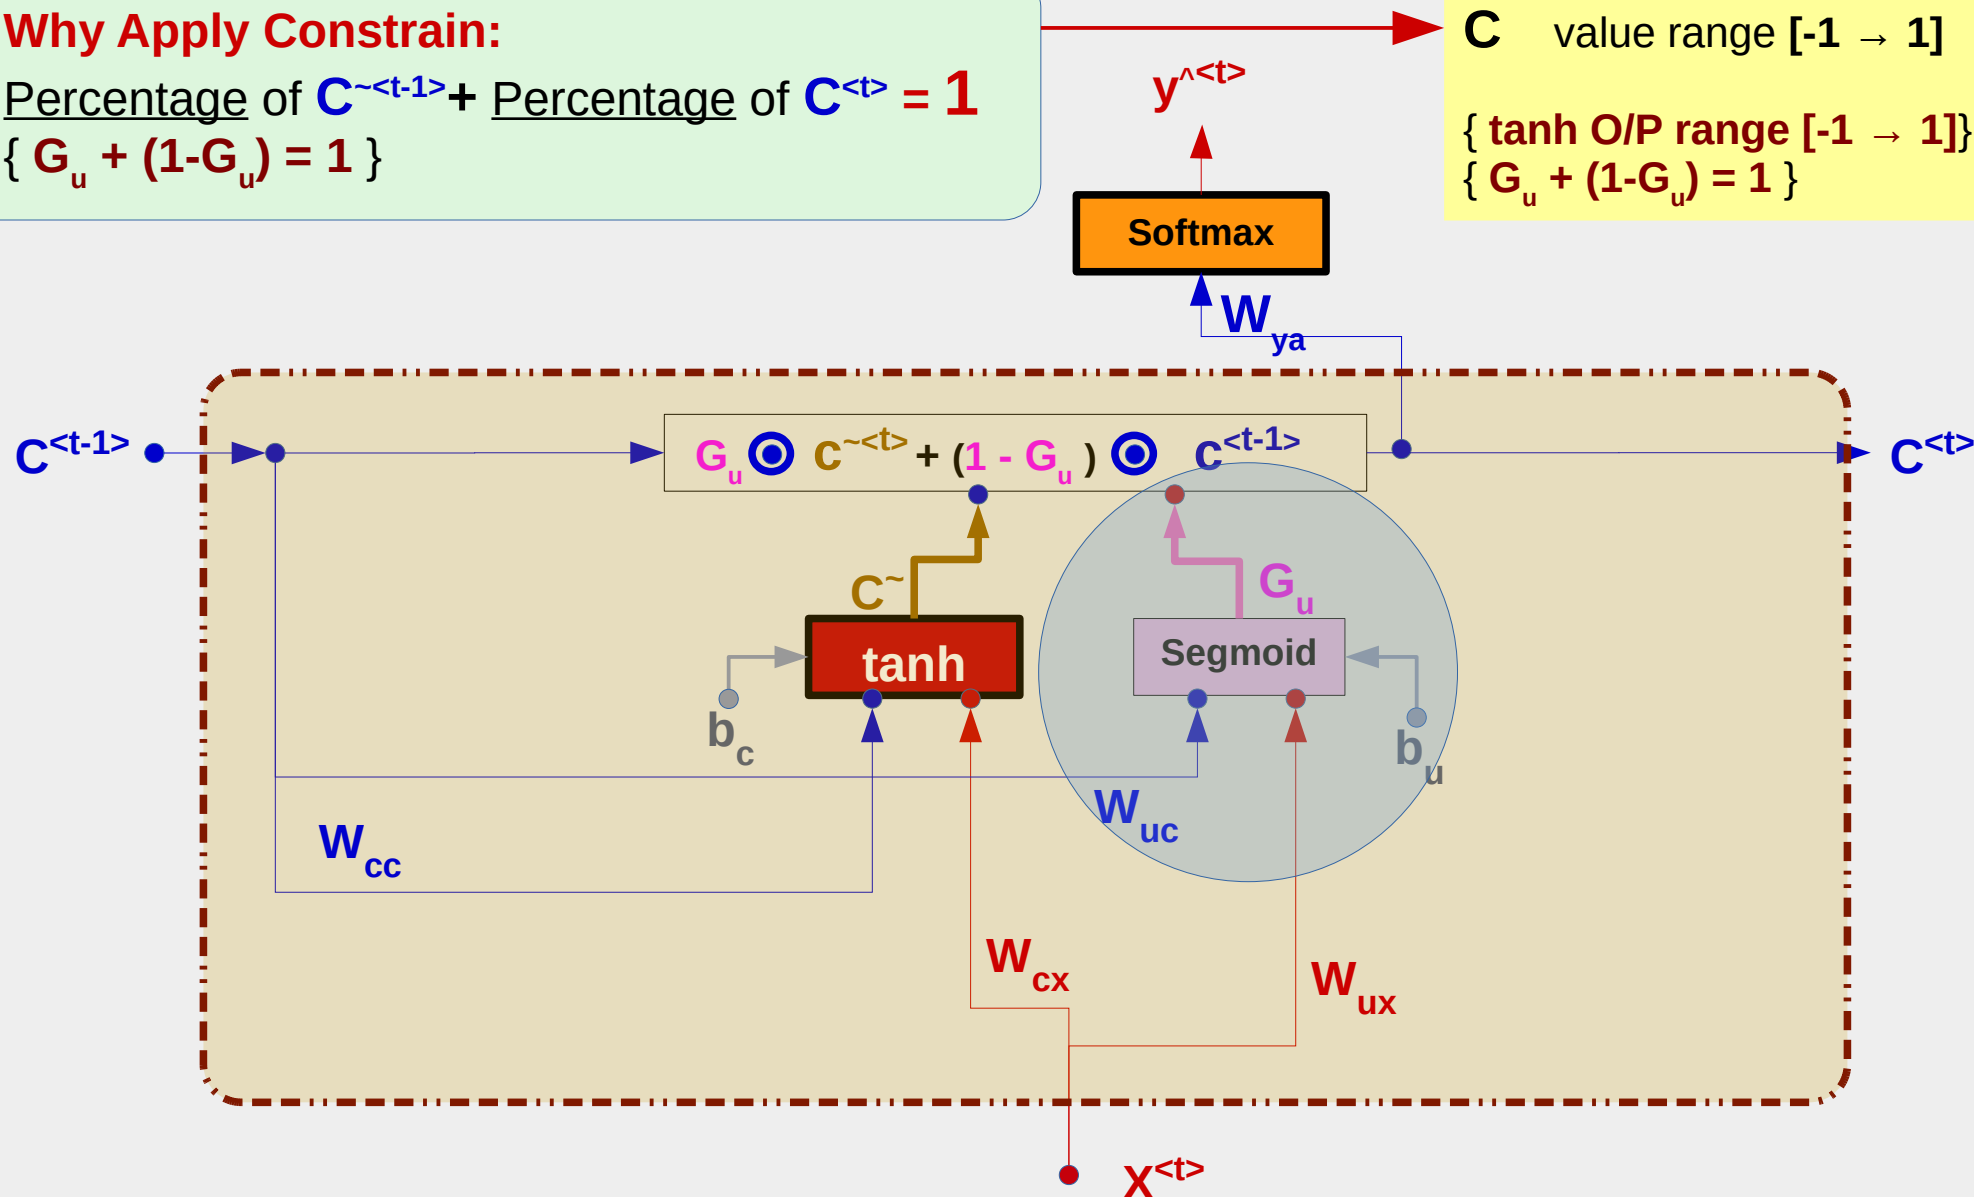 Why Apply Constrain:
Percentage of C~<t-1> + Percentage of C<t> = 1
{ Gu + (1-Gu) = 1 }
C value range [-1 → 1]
{ tanh O/P range [-1 → 1]}
{ Gu + (1-Gu) = 1 }
y^<t>
Softmax
Wya
C<t-1>
Gu ⊙ c~<t> + (1 - Gu ) ⊙ c<t-1>
C<t>
C~
Gu
tanh
Segmoid
bc
bu
Wuc
Wcc
Wcx
Wux
X<t>